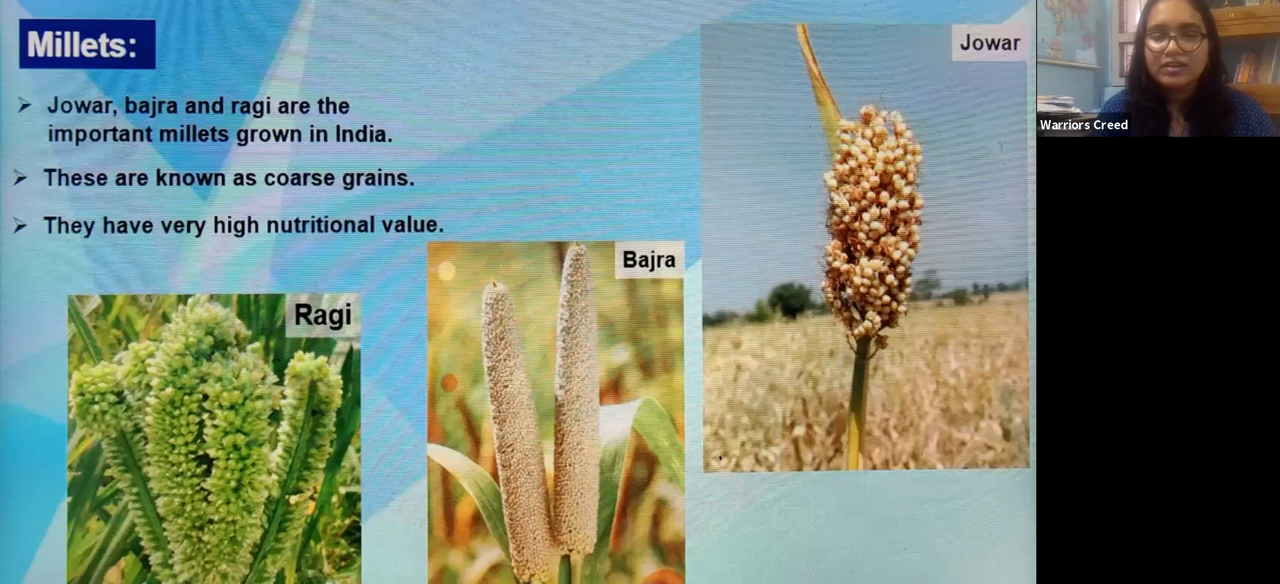 Millets:
Jowar, bajra and ragi are the
important millets grown in India.
These are known as coarse grains.
They have very high nutritional value.
Ragi
Bajra
Jowar
Warriors Creed